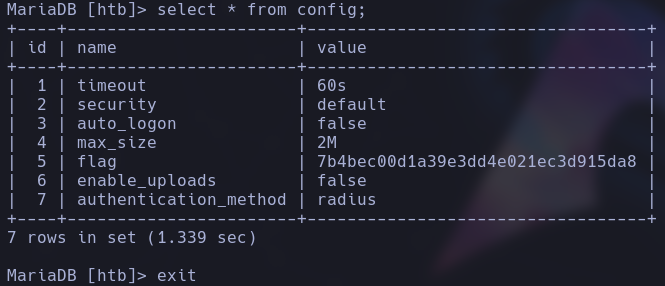 MariaDB [htb]> select * from config;
+----+-----------------------+----------------------------------+
| id | name                  | value                            |
+----+-----------------------+----------------------------------+
|  1 | timeout               | 60s                              |
|  2 | security              | default                          |
|  3 | auto_logon            | false                            |
|  4 | max_size              | 2M                               |
|  5 | flag                  | 7b4bec00d1a39e3dd4e021ec3d915da8 |
|  6 | enable_uploads        | false                            |
|  7 | authentication_method | radius                           |
+----+-----------------------+----------------------------------+
7 rows in set (1.339 sec)
MariaDB [htb]> exit